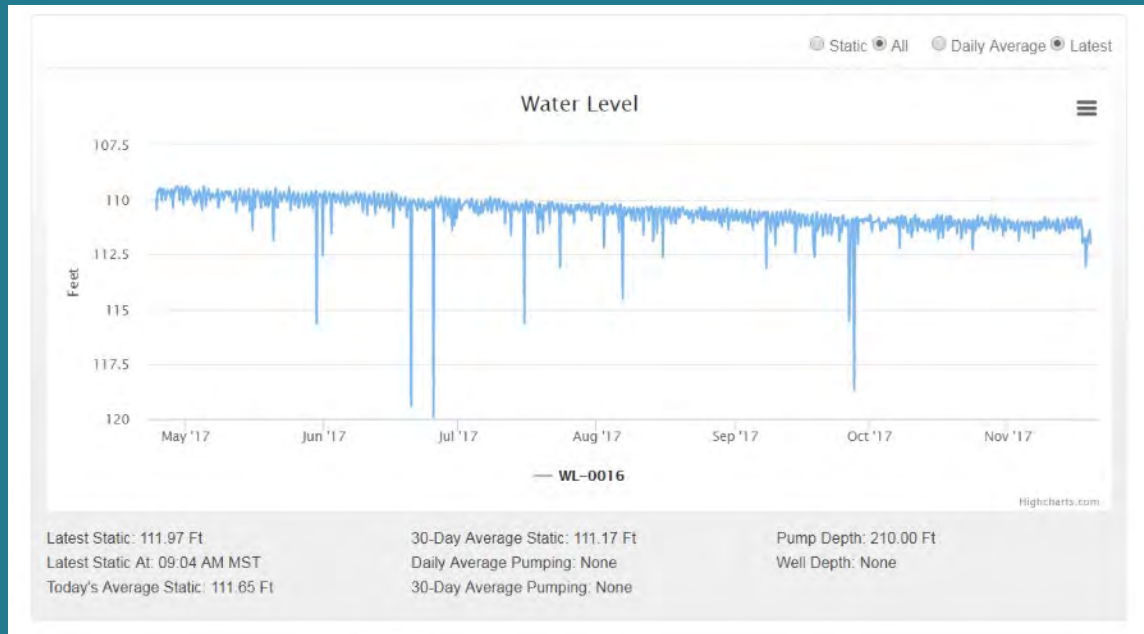 Static All Daily Average Latest
Water Level
107.5
110
112.5
115
117.5
120
Feet
May '17 Jun '17 Jul '17 Aug '17 Sep '17 Oct '17 Nov '17
WL-0016
Highcharts.com
Latest Static: 111.97 Ft 30-Day Average Static: 111.17 Ft Pump Depth: 210.00 Ft
Latest Static At: 09:04 AM MST Daily Average Pumping: None Well Depth: None
Today's Average Static: 111.65 Ft 30-Day Average Pumping: None